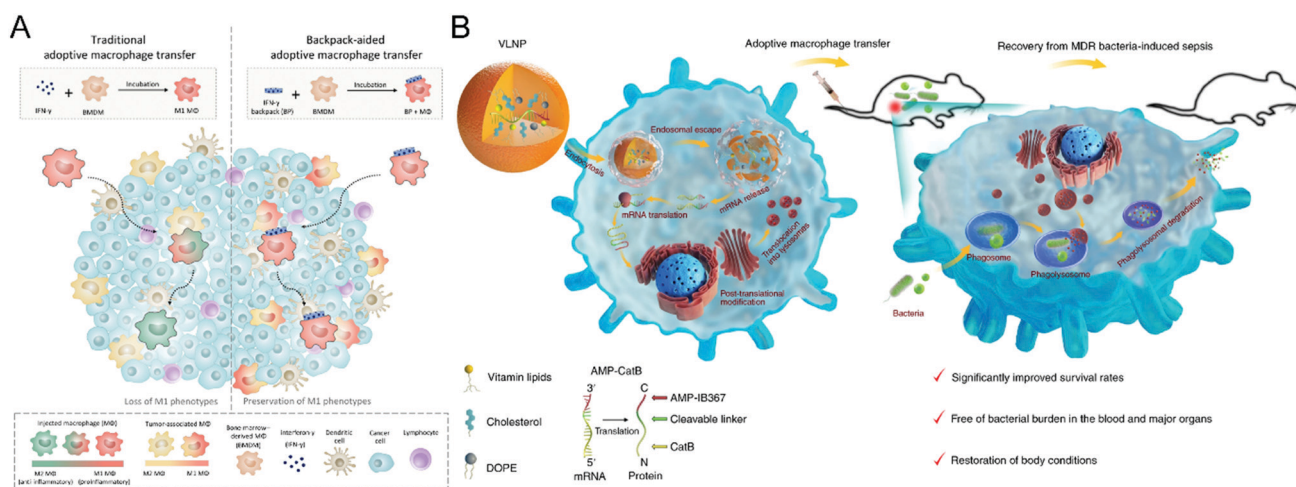 A
Traditional
adoptive macrophage transfer
Backpack-aided
adoptive macrophage transfer
Incubation
IFN-γ
BMDM
M1 MΦ
Incubation
IFN-γ
backpack (BP)
BMDM
BP + MΦ
Loss of M1 phenotypes
Preservation of M1 phenotypes
Injected macrophage (MΦ)
M2 MΦ
(anti-inflammatory)
M1 MΦ
(proinflammatory)
Tumor-associated MΦ
M2 MΦ
M1 MΦ
Bone marrow–
derived MΦ
(BMDM)
Interferon-γ
(IFN-γ)
Dendritic
cell
Cancer
cell
Lymphocyte
B
VLNP
Adoptive macrophage transfer
Recovery from MDR bacteria-induced sepsis
Endocytosis
Endosomal escape
mRNA release
mRNA translation
Translocation
into lysosomes
Post-translational
modification
Bacteria
Phagosome
Phagolysosome
Phagolysosomal degradation
Vitamin lipids
Cholesterol
DOPE
AMP-CatB
3′
5′
mRNA
Translation
C
N
Protein
AMP-IB367
Cleavable linker
CatB
✓ Significantly improved survival rates
✓ Free of bacterial burden in the blood and major organs
✓ Restoration of body conditions